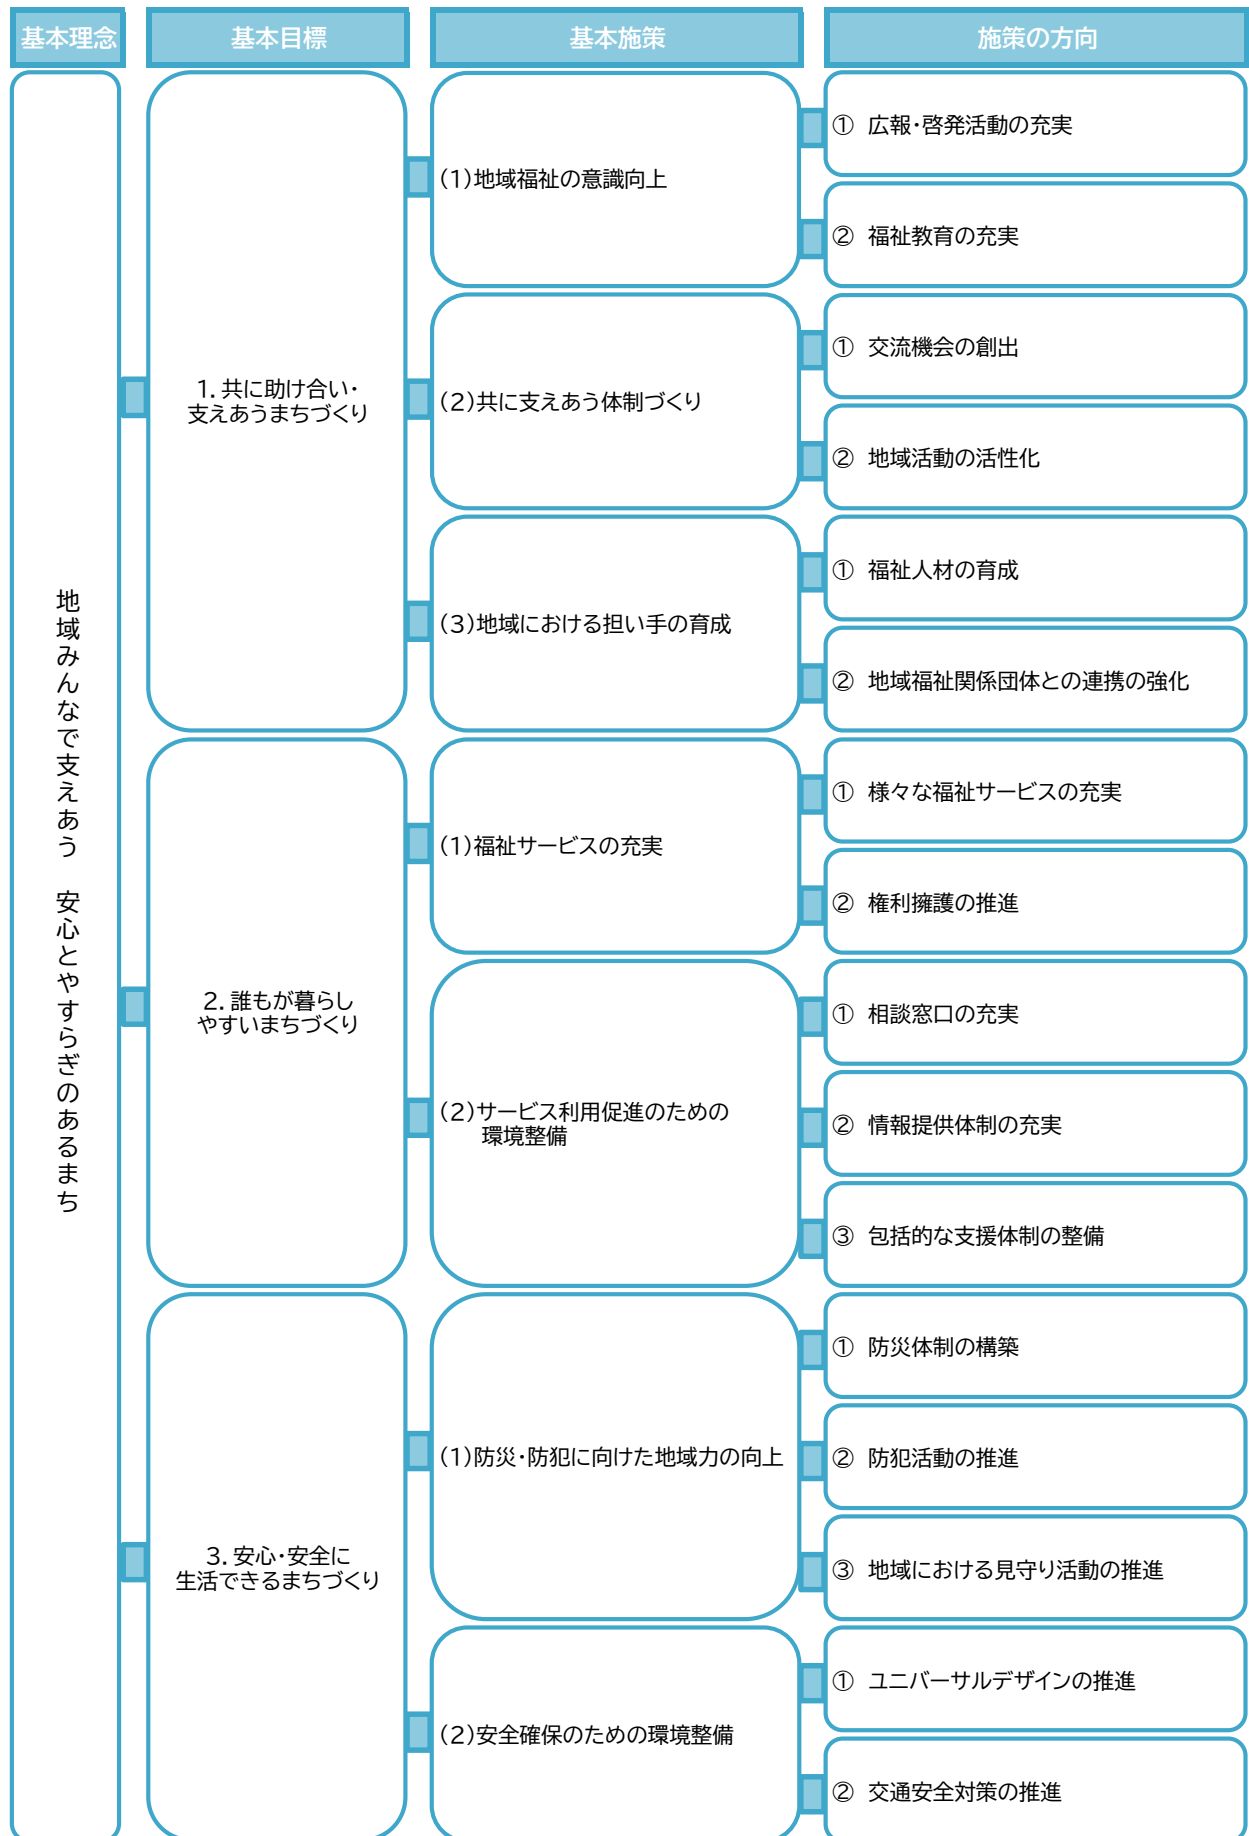 基本理念
基本目標
基本施策
施策の方向
地域みんなで支えあう　安心とやすらぎのあるまち
1．共に助け合い・
支えあうまちづくり
（1）地域福祉の意識向上
① 広報・啓発活動の充実
② 福祉教育の充実
（2）共に支えあう体制づくり
① 交流機会の創出
② 地域活動の活性化
（3）地域における担い手の育成
① 福祉人材の育成
② 地域福祉関係団体との連携の強化
2．誰もが暮らし
やすいまちづくり
（1）福祉サービスの充実
① 様々な福祉サービスの充実
② 権利擁護の推進
（2）サービス利用促進のための
環境整備
① 相談窓口の充実
② 情報提供体制の充実
③ 包括的な支援体制の整備
3．安心・安全に
生活できるまちづくり
（1）防災・防犯に向けた地域力の向上
① 防災体制の構築
② 防犯活動の推進
③ 地域における見守り活動の推進
（2）安全確保のための環境整備
① ユニバーサルデザインの推進
② 交通安全対策の推進